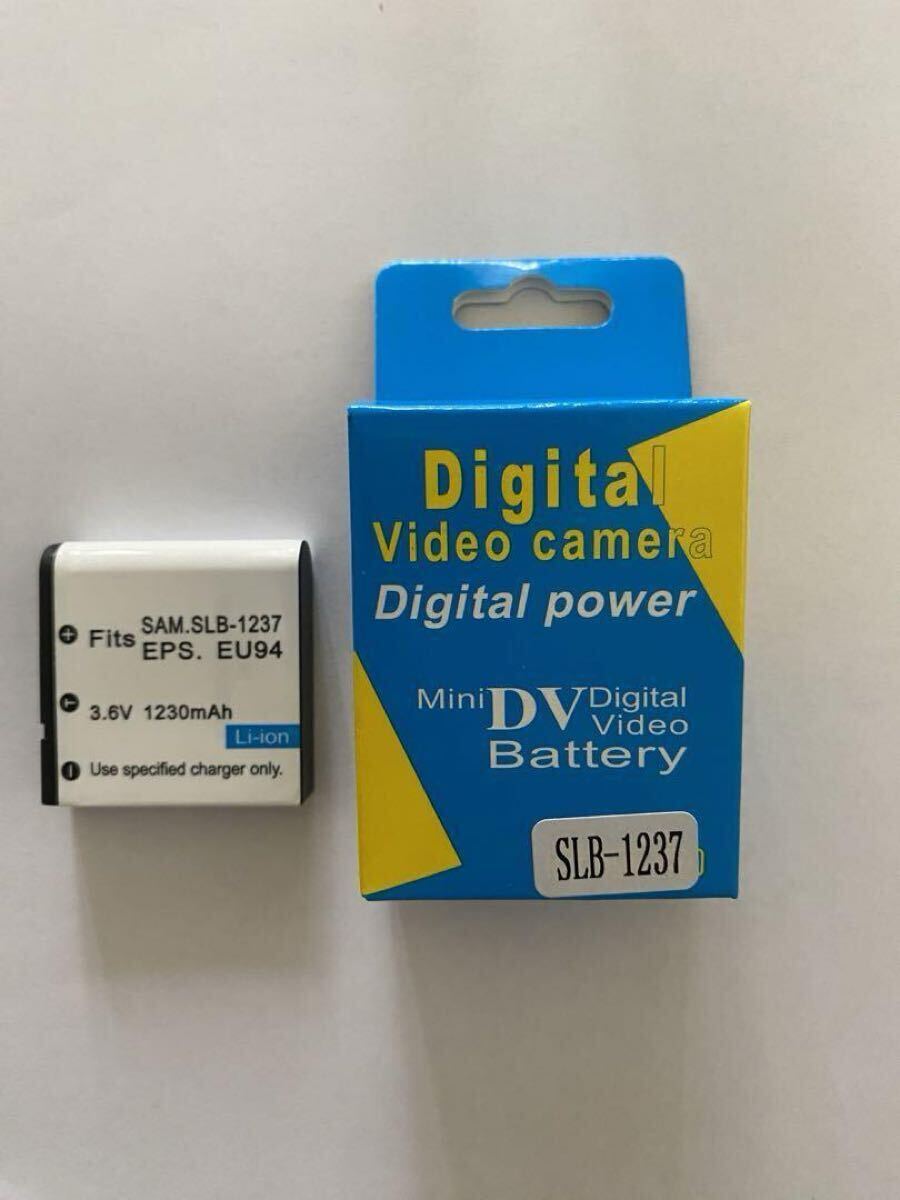 Fits SAM.SLB-1237
EPS. EU94
3.6V 1230mAh
Li-ion
Use specified charger only.
Digital
Video camera
Digital power
Mini DV Digital
Video
Battery
SLB-1237